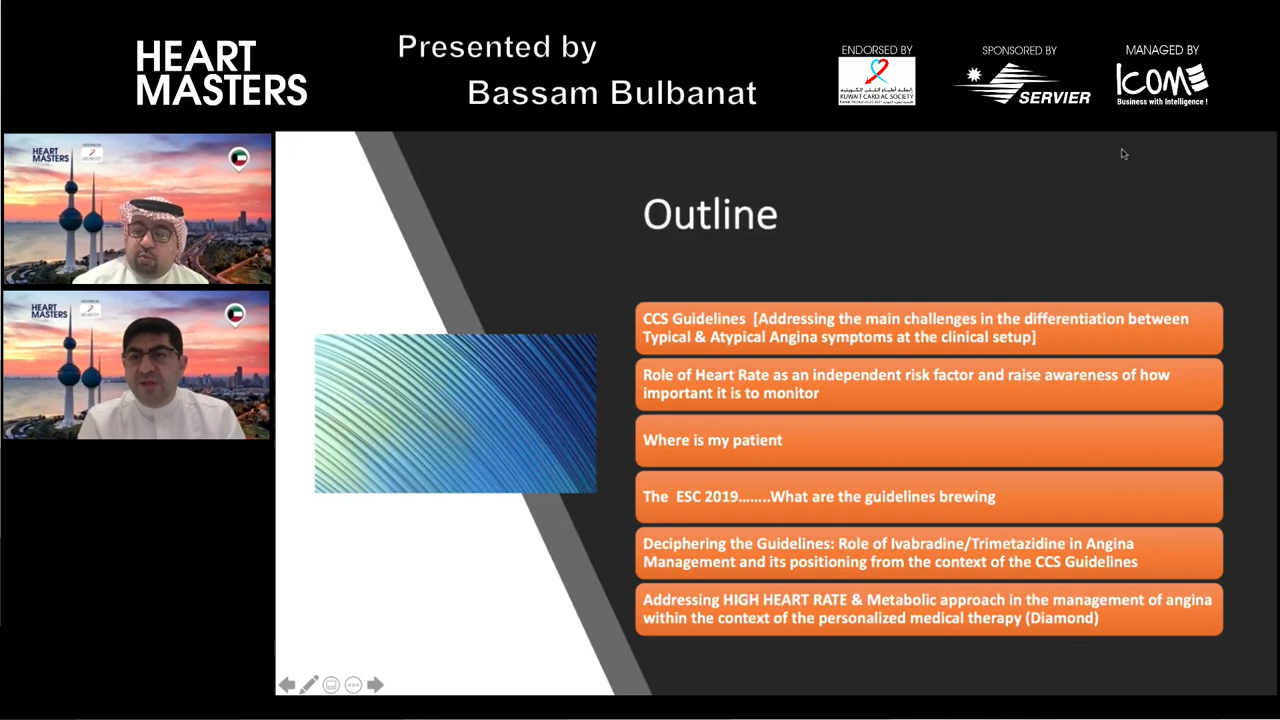 HEART
MASTERS
Presented by
Bassam Bulbanat
ENDORSED BY
KUWAIT CARDIAC SOCIETY
SPONSORED BY
SERVIER
MANAGED BY
ICOME
Business with Intelligence !
HEART
MASTERS
HEART
MASTERS
Outline
CCS Guidelines [Addressing the main challenges in the differentiation between
Typical & Atypical Angina symptoms at the clinical setup]
Role of Heart Rate as an independent risk factor and raise awareness of how
important it is to monitor
Where is my patient
The ESC 2019……..What are the guidelines brewing
Deciphering the Guidelines: Role of Ivabradine/Trimetazidine in Angina
Management and its positioning from the context of the CCS Guidelines
Addressing HIGH HEART RATE & Metabolic approach in the management of angina
within the context of the personalized medical therapy (Diamond)